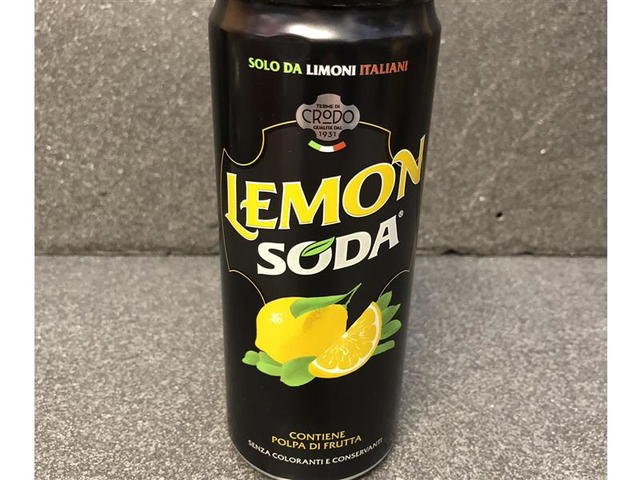 SOLO DA LIMONI ITALIANI
TERME DI
CRODO
QUALITÀ DAL
1931
LEMON
SODA®
CONTIENE
POLPA DI FRUTTA
SENZA COLORANTI E CONSERVANTI